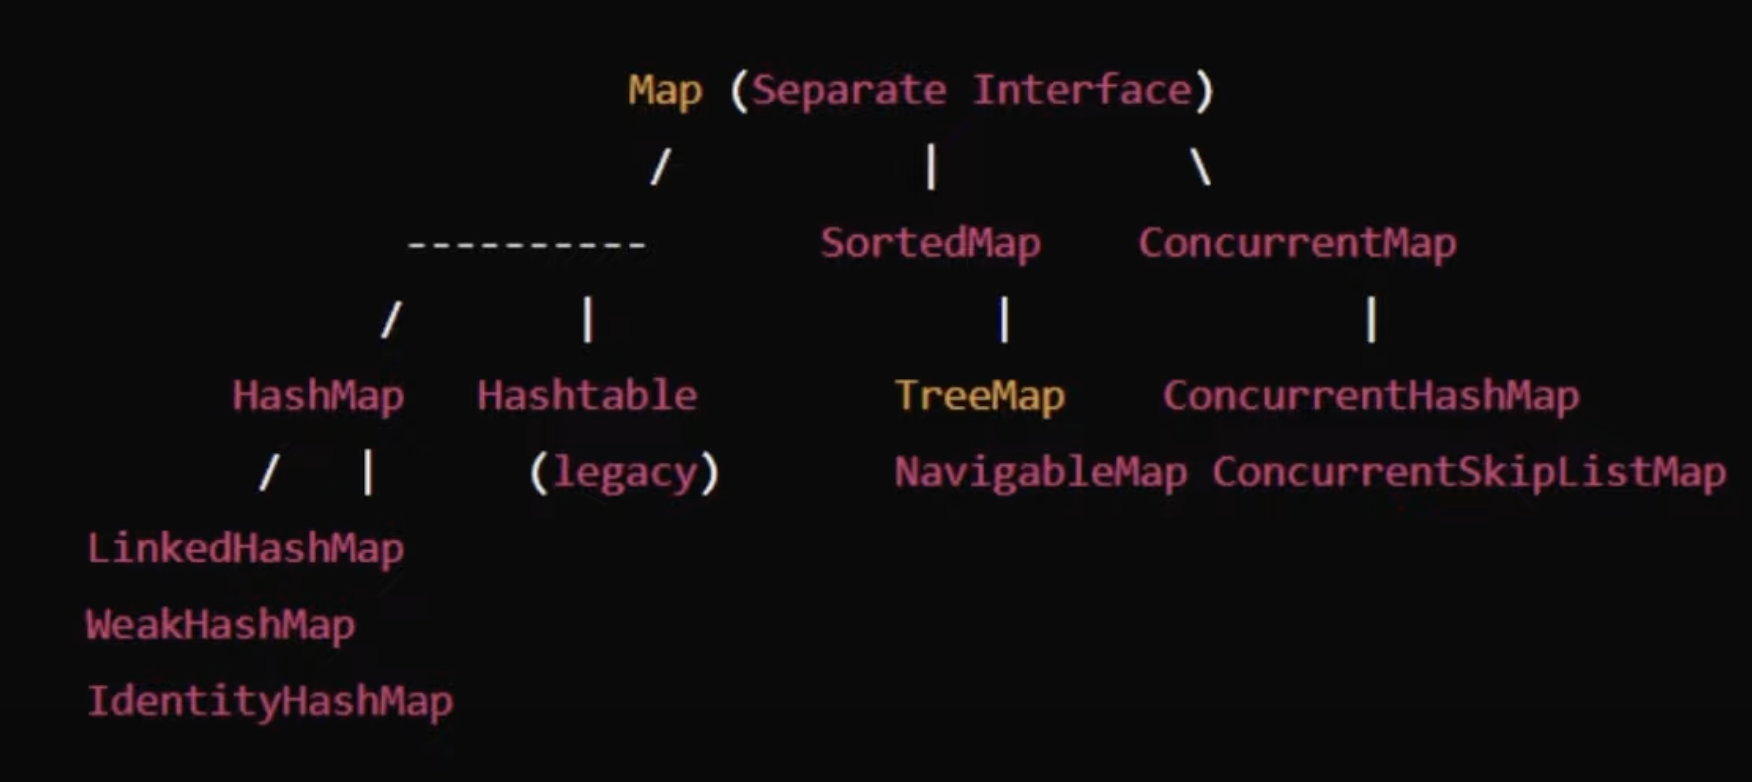 Map (Separate Interface)
/ | \
---------- SortedMap ConcurrentMap
/ | | |
HashMap Hashtable TreeMap ConcurrentHashMap
/ | (legacy) NavigableMap ConcurrentSkipListMap
LinkedHashMap
WeakHashMap
IdentityHashMap